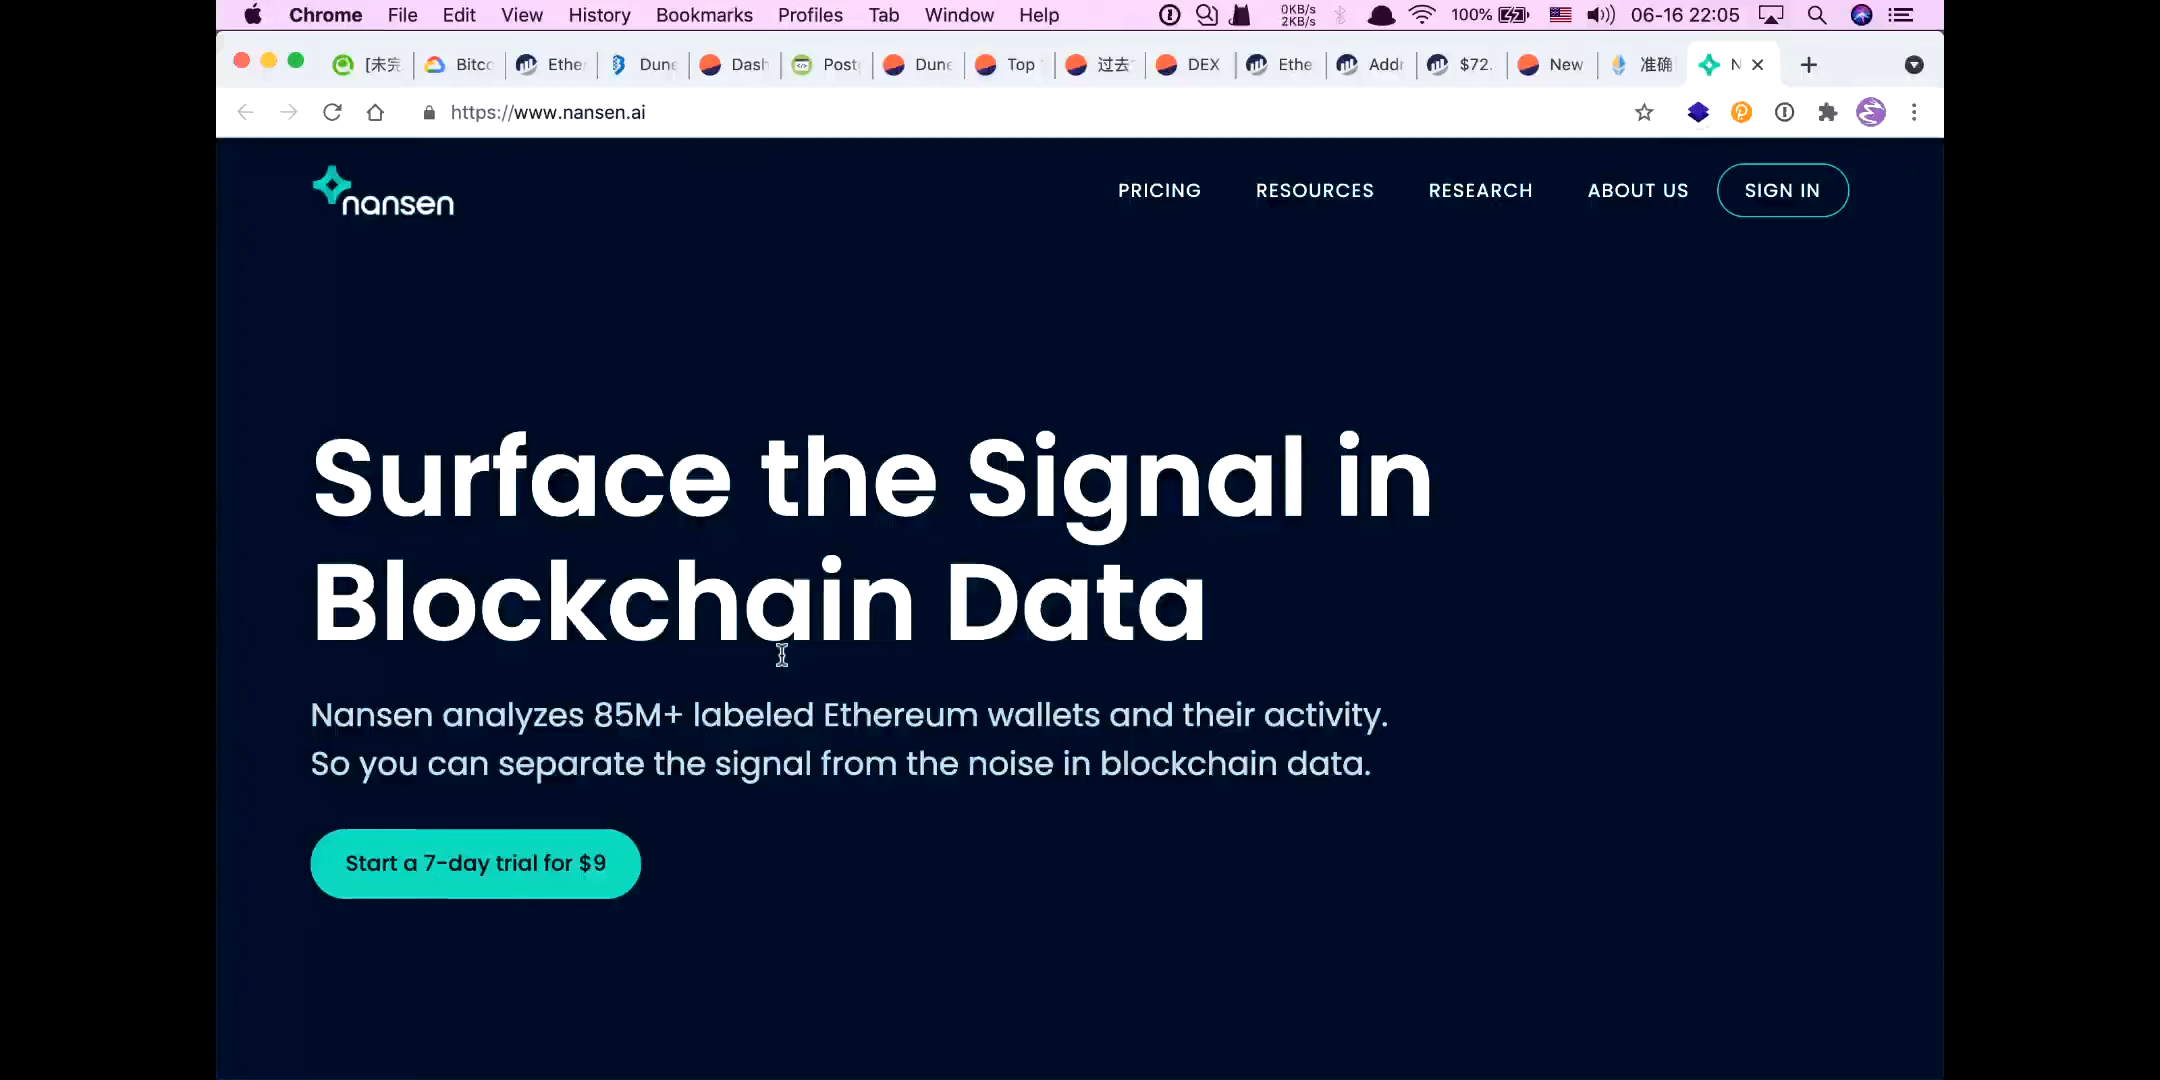 Chrome File Edit View History Bookmarks Profiles Tab Window Help 0KB/s 2KB/s 100% 06-16 22:05
[未完 Bitco Ether Dune Dash Post Dune Top 过去 DEX Ethe Addr $72. New 准确 N
https://www.nansen.ai
nansen PRICING RESOURCES RESEARCH ABOUT US SIGN IN
Surface the Signal in
Blockchain Data
Nansen analyzes 85M+ labeled Ethereum wallets and their activity.
So you can separate the signal from the noise in blockchain data.
Start a 7-day trial for $9